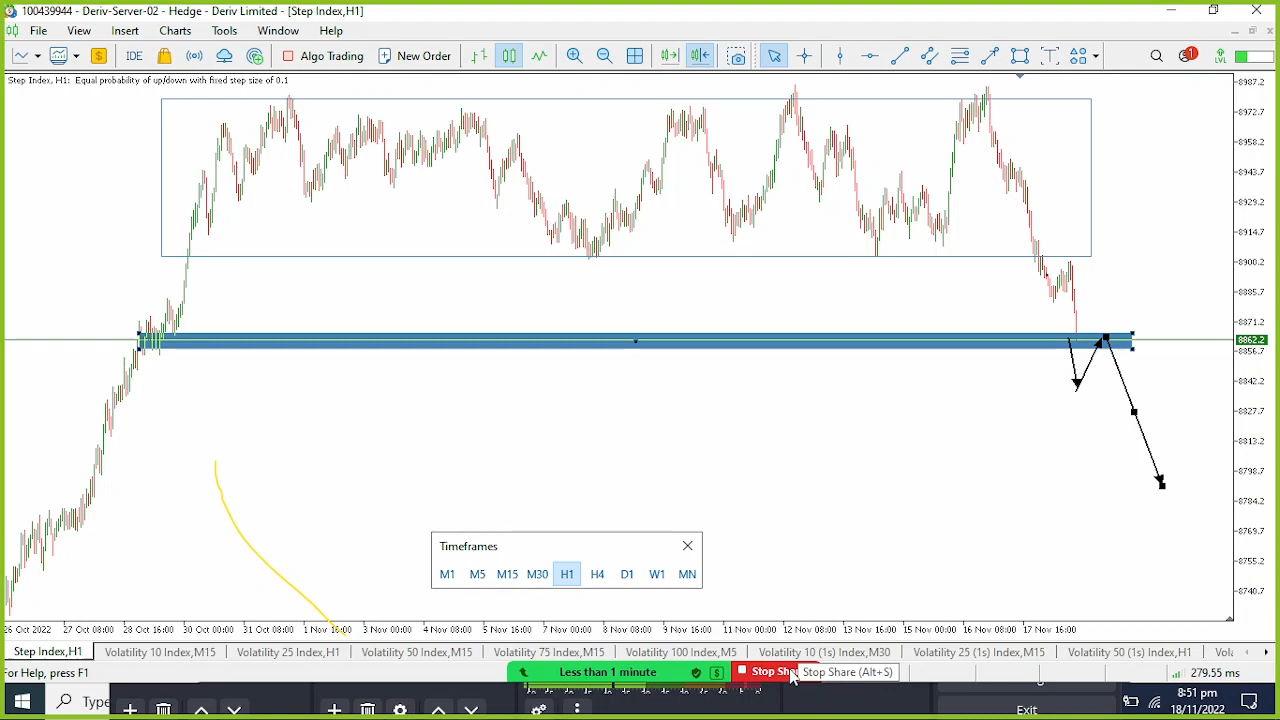 100439944 - Deriv-Server-02 - Hedge - Deriv Limited - [Step Index,H1]
File View Insert Charts Tools Window Help
IDE Algo Trading New Order 1 LVL
Step Index, H1: Equal probability of up/down with fixed step size of 0.1
8987.2
8972.7
8958.2
8943.7
8929.2
8914.7
8900.2
8885.7
8871.2
8862.2
8856.7
8842.2
8827.7
8813.2
8798.7
8784.2
8769.7
8755.2
8740.7
Timeframes
M1 M5 M15 M30 H1 H4 D1 W1 MN
26 Oct 2022 27 Oct 08:00 28 Oct 16:00 30 Oct 00:00 31 Oct 08:00 1 Nov 16:00 3 Nov 00:00 4 Nov 08:00 5 Nov 16:00 7 Nov 00:00 8 Nov 08:00 9 Nov 16:00 11 Nov 00:00 12 Nov 08:00 13 Nov 16:00 15 Nov 00:00 16 Nov 08:00 17 Nov 16:00
Step Index,H1 Volatility 10 Index,M15 Volatility 25 Index,H1 Volatility 50 Index,M15 Volatility 75 Index,M15 Volatility 100 Index,M5 Volatility 10 (1s) Index,M30 Volatility 25 (1s) Index,M15 Volatility 50 (1s) Index,H1 Vola
For Help, press F1 Less than 1 minute $ Stop Sha Stop Share (Alt+S) 279.55 ms
Type Exit 8:51 pm
18/11/2022